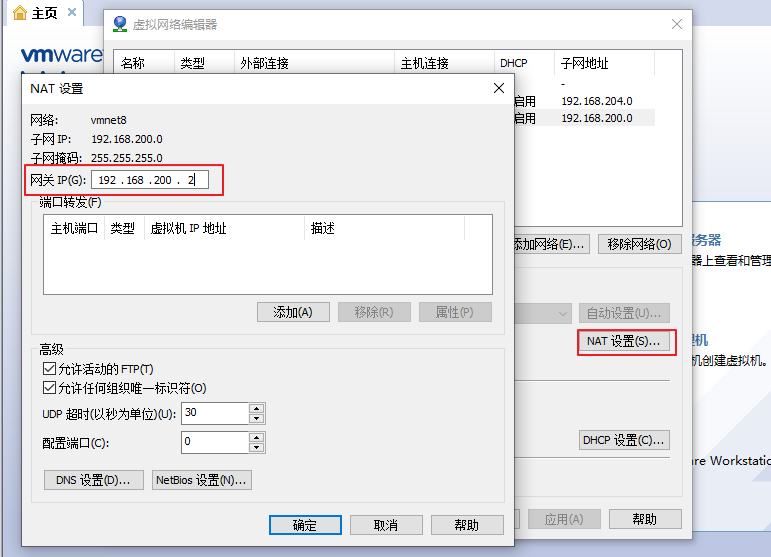 主页
虚拟网络编辑器
vmware
名称 类型 外部连接 主机连接 DHCP 子网地址
-
启用 192.168.204.0
启用 192.168.200.0
NAT 设置
网络: vmnet8
子网 IP: 192.168.200.0
子网掩码: 255.255.255.0
网关 IP(G): 192 .168 .200 . 2
端口转发(F)
主机端口 类型 虚拟机 IP 地址 描述
添加(A) 移除(R) 属性(P)
高级
允许活动的 FTP(T)
允许任何组织唯一标识符(O)
UDP 超时(以秒为单位)(U): 30
配置端口(C): 0
DNS 设置(D)... NetBios 设置(N)...
确定 取消 帮助
添加网络(E)... 移除网络(O)
自动设置(U)...
NAT 设置(S)...
DHCP 设置(C)...
应用(A) 帮助
服务器
器上查看和管理
机
机创建虚拟机。
are Workstatio